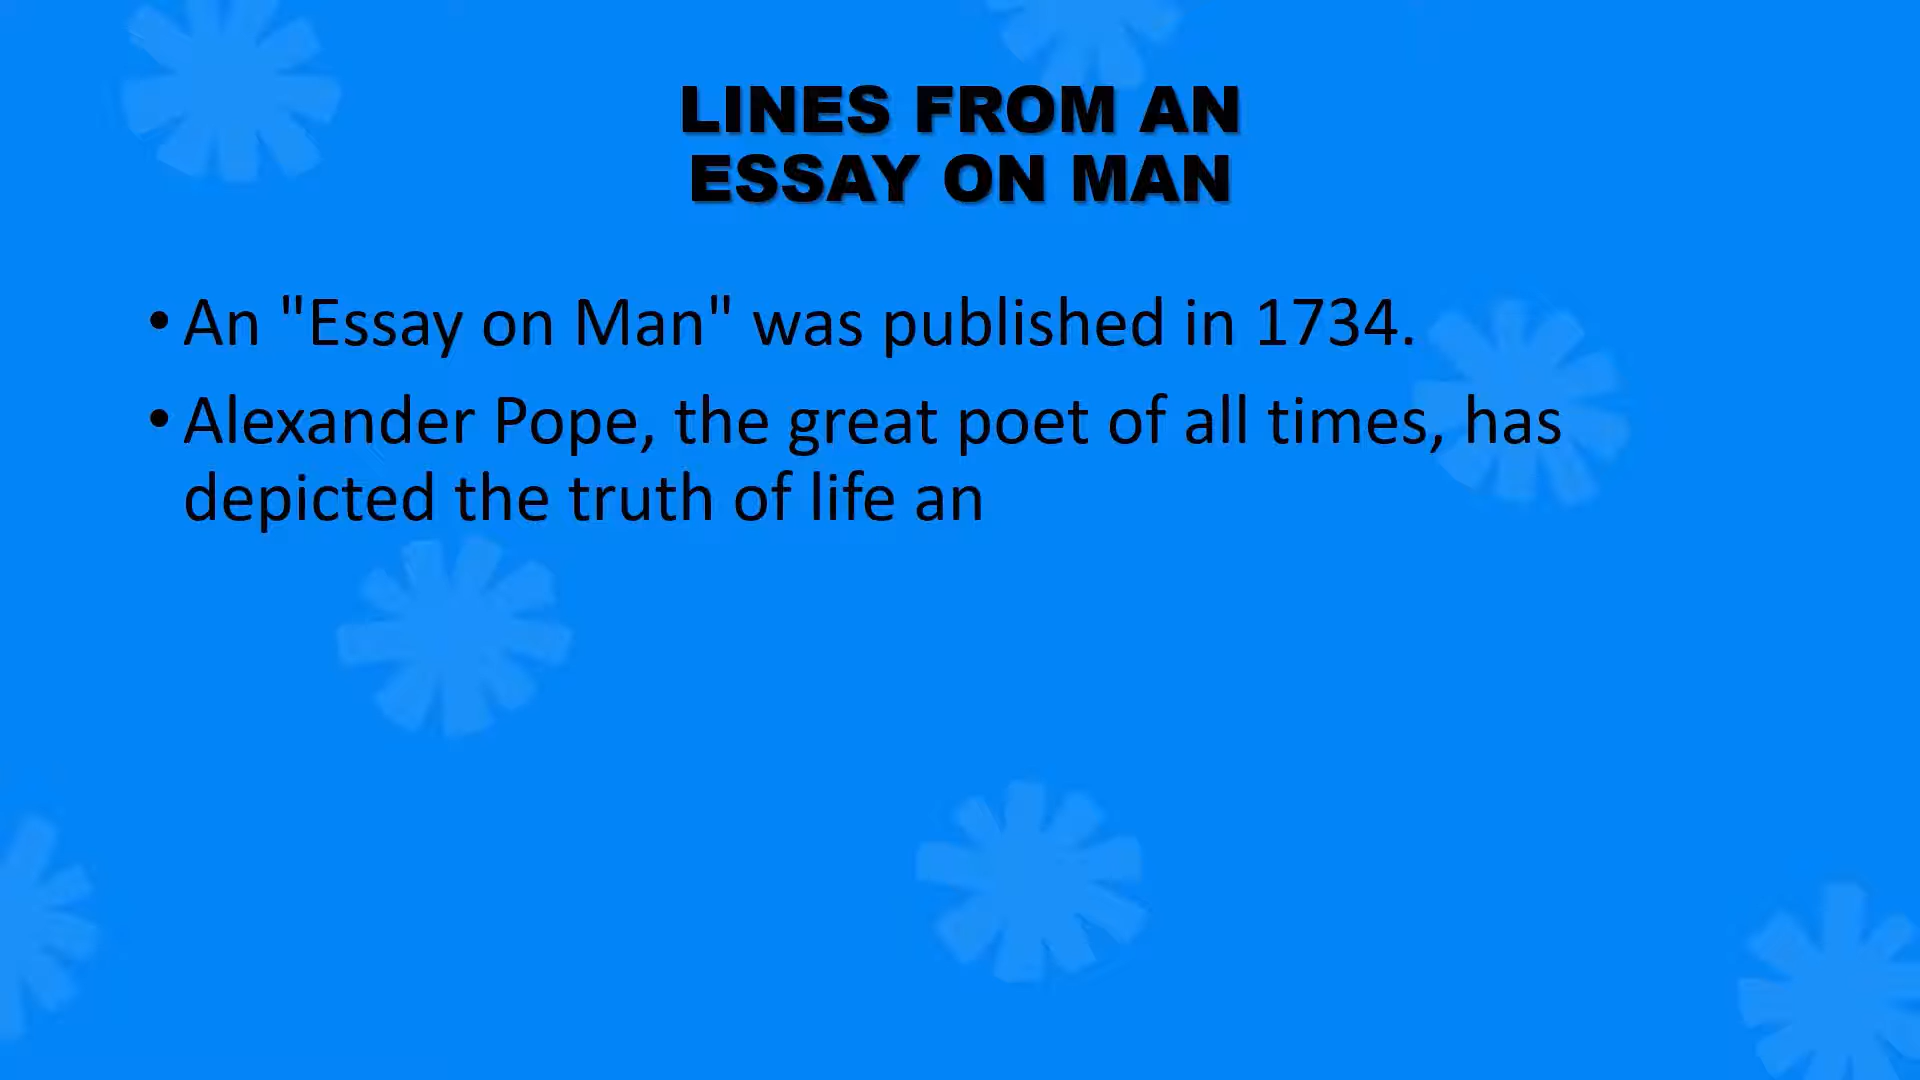 LINES FROM AN
ESSAY ON MAN
• An "Essay on Man" was published in 1734.
• Alexander Pope, the great poet of all times, has
depicted the truth of life an